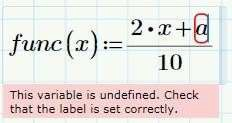 func(x):=2•x+a
10
This variable is undefined. Check
that the label is set correctly.